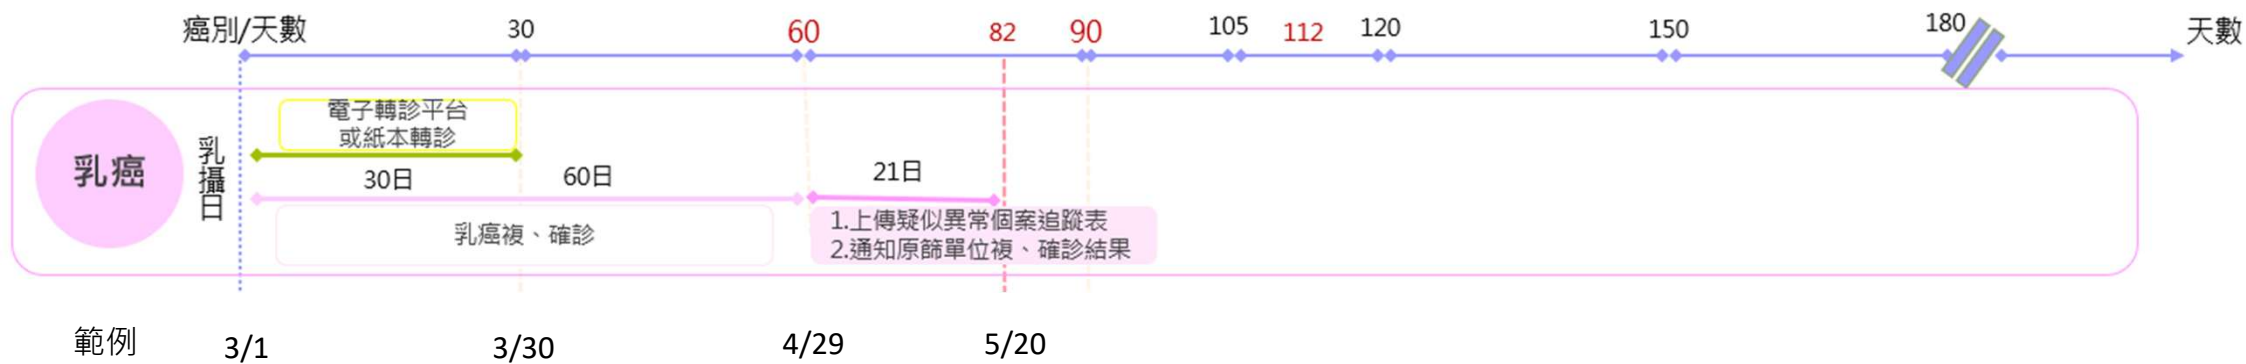 癌別/天數 30 60 82 90 105 112 120 150 180 天數
乳癌
乳攝日
電子轉診平台
或紙本轉診
30日 60日 21日
乳癌複、確診
1.上傳疑似異常個案追蹤表
2.通知原篩單位複、確診結果
範例 3/1 3/30 4/29 5/20